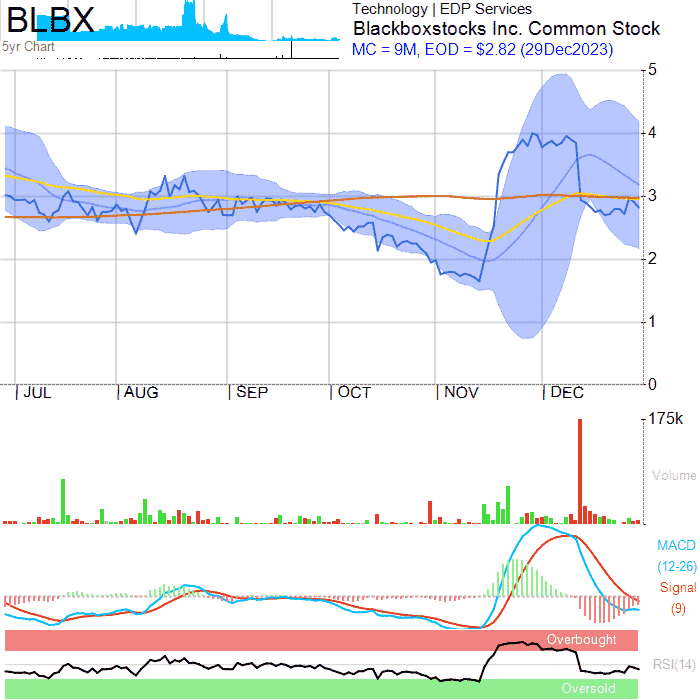 BLBX
5yr Chart
Technology | EDP Services
Blackboxstocks Inc. Common Stock
MC = 9M, EOD = $2.82 (29Dec2023)
5
4
3
2
1
0
JUL AUG SEP OCT NOV DEC
175k
Volume
MACD
(12-26)
Signal
(9)
Overbought
RSI(14)
Oversold